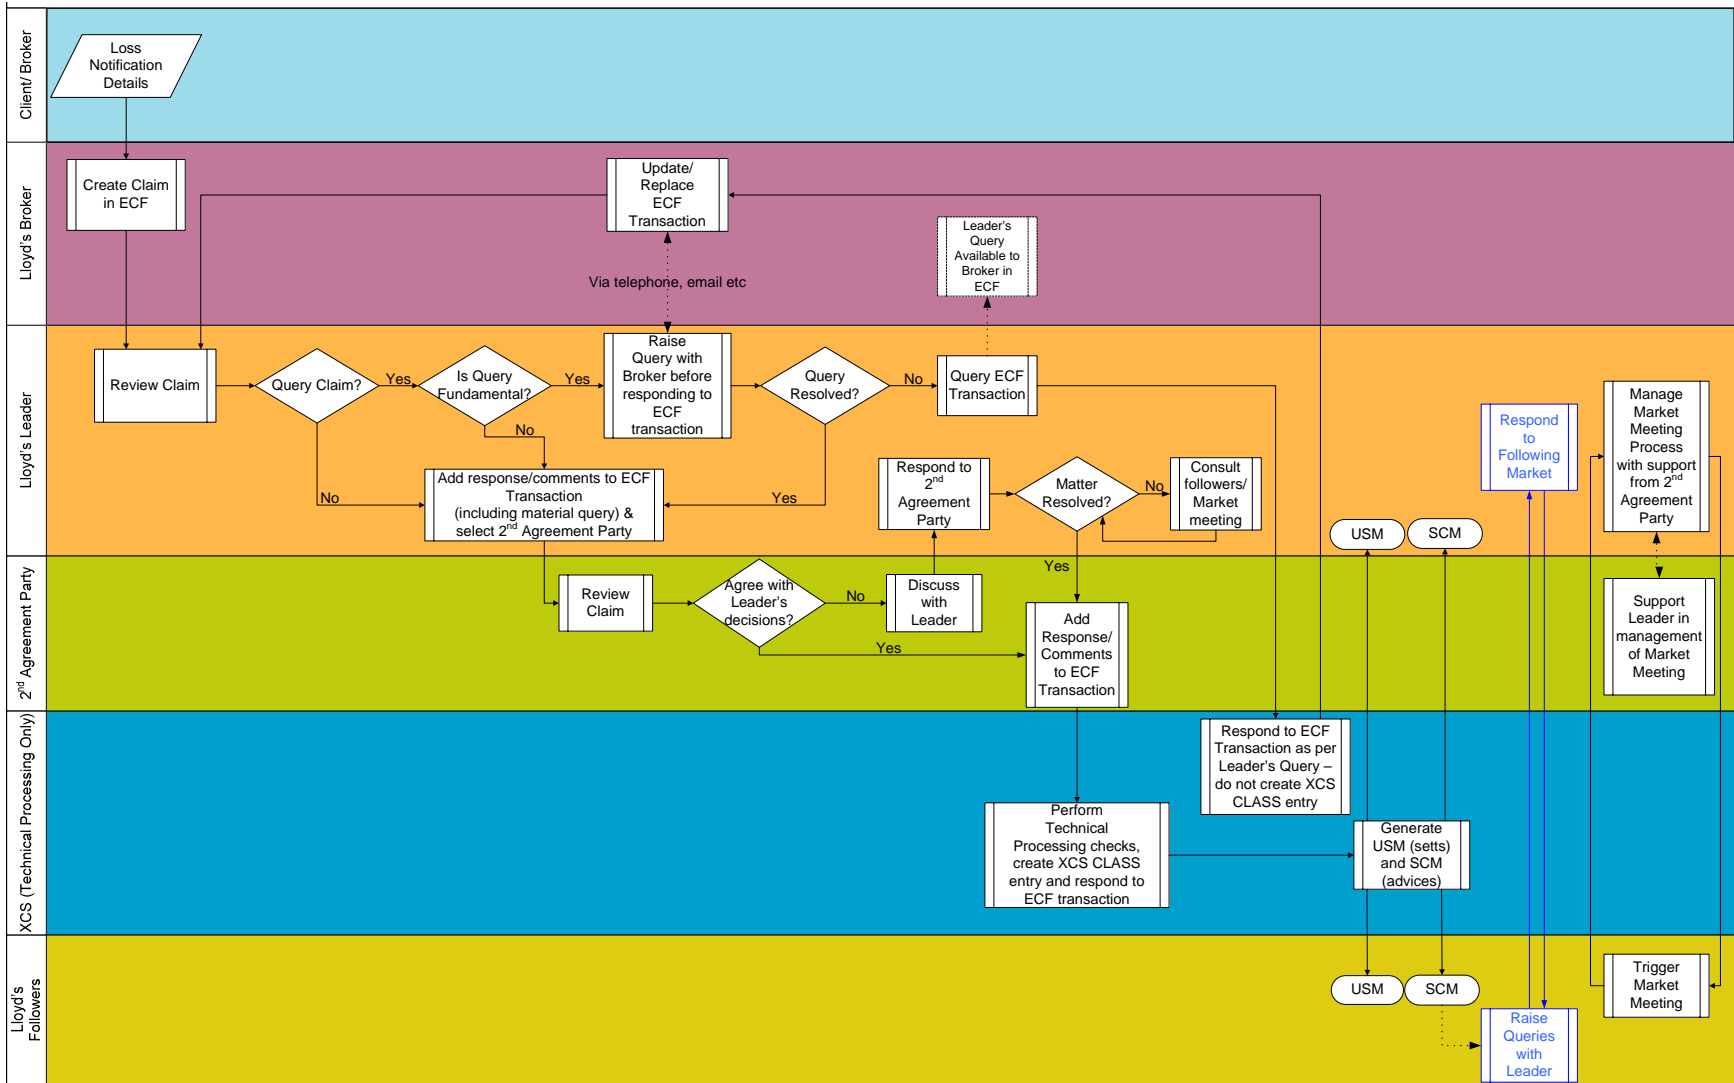 Client/ Broker
Loss
Notification
Details
Lloyd's Broker
Create Claim
in ECF
Update/
Replace
ECF
Transaction
Via telephone, email etc
Leader's
Query
Available to
Broker in
ECF
Lloyd's Leader
Review Claim
Query Claim?
Yes
Is Query
Fundamental?
Yes
Raise
Query with
Broker before
responding to
ECF
transaction
Query
Resolved?
No
Query ECF
Transaction
No
No
Yes
Add response/comments to ECF
Transaction
(including material query) &
select 2nd Agreement Party
Respond to
2nd
Agreement
Party
Matter
Resolved?
No
Consult
followers/
Market
meeting
Yes
USM
SCM
Respond
to
Following
Market
Manage
Market
Meeting
Process
with support
from 2nd
Agreement
Party
2nd Agreement Party
Review
Claim
Agree with
Leader's
decisions?
No
Discuss
with
Leader
Yes
Add
Response/
Comments
to ECF
Transaction
Support
Leader in
management
of Market
Meeting
XCS (Technical Processing Only)
Respond to ECF
Transaction as per
Leader's Query –
do not create XCS
CLASS entry
Perform
Technical
Processing checks,
create XCS CLASS
entry and respond to
ECF transaction
Generate
USM (setts)
and SCM
(advices)
Lloyd's
Followers
USM
SCM
Raise
Queries
with
Leader
Trigger
Market
Meeting